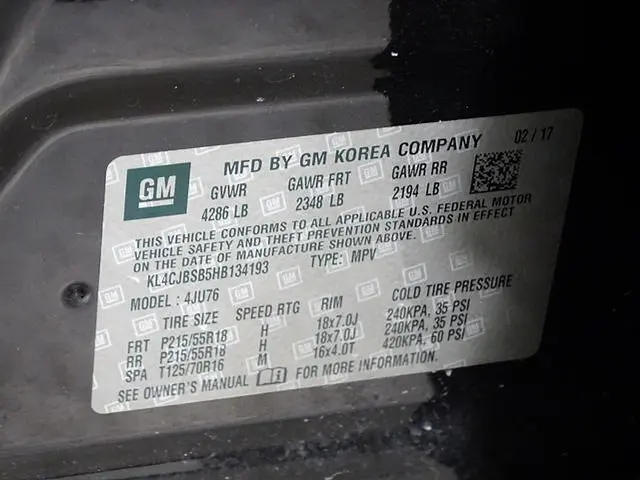 GM
MFD BY GM KOREA COMPANY 02/17
GVWR GAWR FRT GAWR RR
4286 LB 2348 LB 2194 LB
THIS VEHICLE CONFORMS TO ALL APPLICABLE U.S. FEDERAL MOTOR
VEHICLE SAFETY AND THEFT PREVENTION STANDARDS IN EFFECT
ON THE DATE OF MANUFACTURE SHOWN ABOVE.
KL4CJBSB5HB134193 TYPE: MPV
MODEL : 4JU76
TIRE SIZE SPEED RTG RIM COLD TIRE PRESSURE
FRT P215/55R18 H 18x7.0J 240KPA, 35 PSI
RR P215/55R18 H 18x7.0J 240KPA, 35 PSI
SPA T125/70R16 M 16x4.0T 420KPA, 60 PSI
SEE OWNER'S MANUAL FOR MORE INFORMATION.